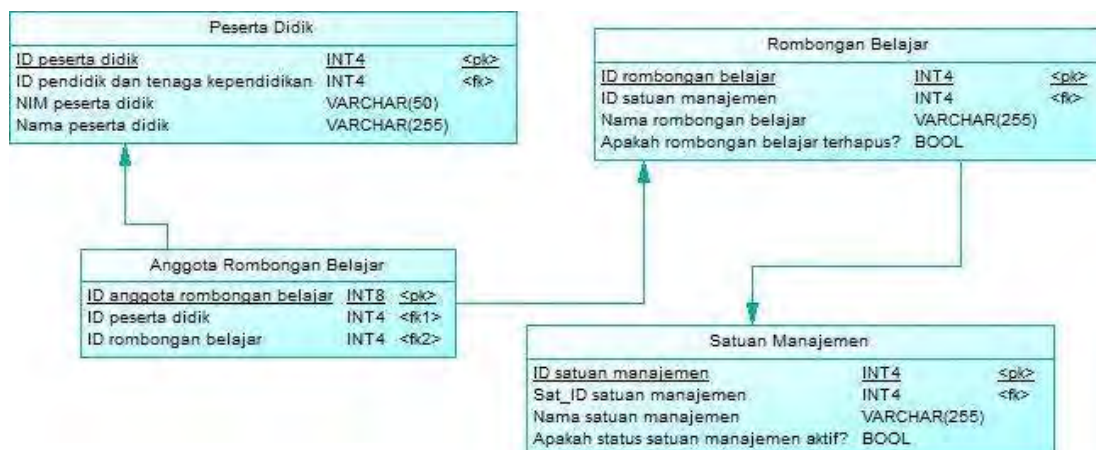 Peserta Didik
ID peserta didik INT4 <pk>
ID pendidik dan tenaga kependidikan INT4 <fk>
NIM peserta didik VARCHAR(50)
Nama peserta didik VARCHAR(255)
Rombongan Belajar
ID rombongan belajar INT4 <pk>
ID satuan manajemen INT4 <fk>
Nama rombongan belajar VARCHAR(255)
Apakah rombongan belajar terhapus? BOOL
Anggota Rombongan Belajar
ID anggota rombongan belajar INT8 <pk>
ID peserta didik INT4 <fk1>
ID rombongan belajar INT4 <fk2>
Satuan Manajemen
ID satuan manajemen INT4 <pk>
Sat_ID satuan manajemen INT4 <fk>
Nama satuan manajemen VARCHAR(255)
Apakah status satuan manajemen aktif? BOOL